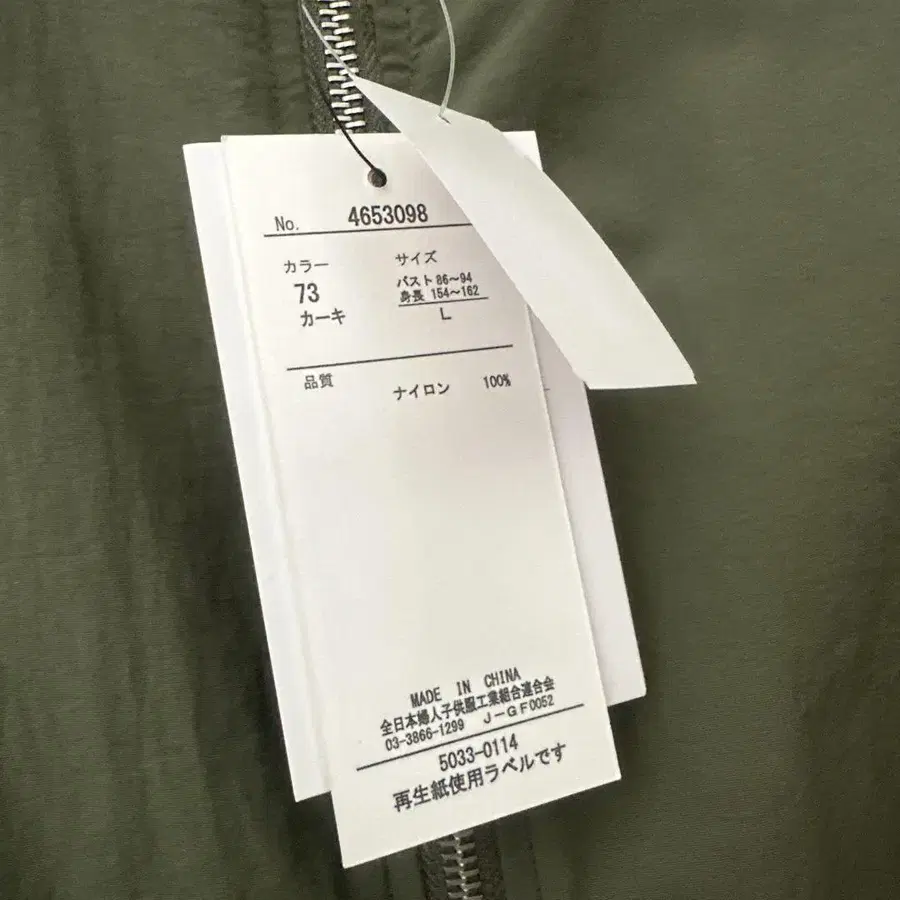 No. 4653098
カラー サイズ
73 バスト 86～94
身長 154～162
カーキ L
品質 ナイロン 100%
MADE IN CHINA
全日本婦人子供服工業組合連合会
03-3866-1299 J-GF0052
5033-0114
再生紙使用ラベルです